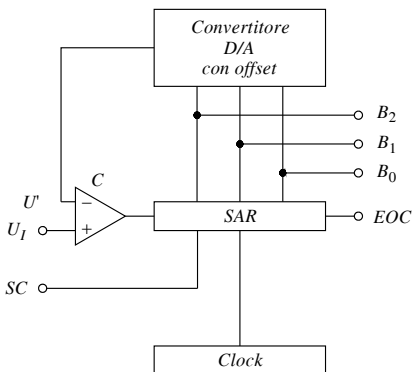 Convertitore
D/A
con offset
B2
B1
B0
C
U'
−
UI
+
SAR
EOC
SC
Clock